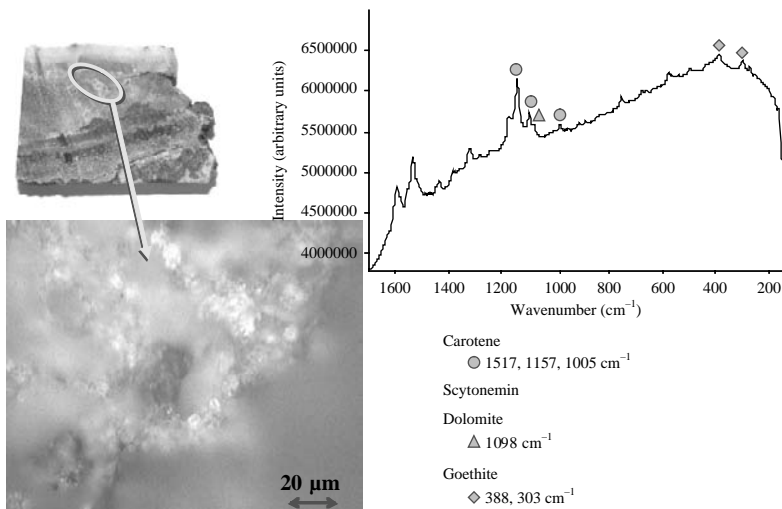 6500000
6000000
5500000
5000000
4500000
4000000
Intensity (arbitrary units)
1600 1400 1200 1000 800 600 400 200
Wavenumber (cm⁻¹)
20 µm
Carotene
1517, 1157, 1005 cm⁻¹
Scytonemin
Dolomite
1098 cm⁻¹
Goethite
388, 303 cm⁻¹